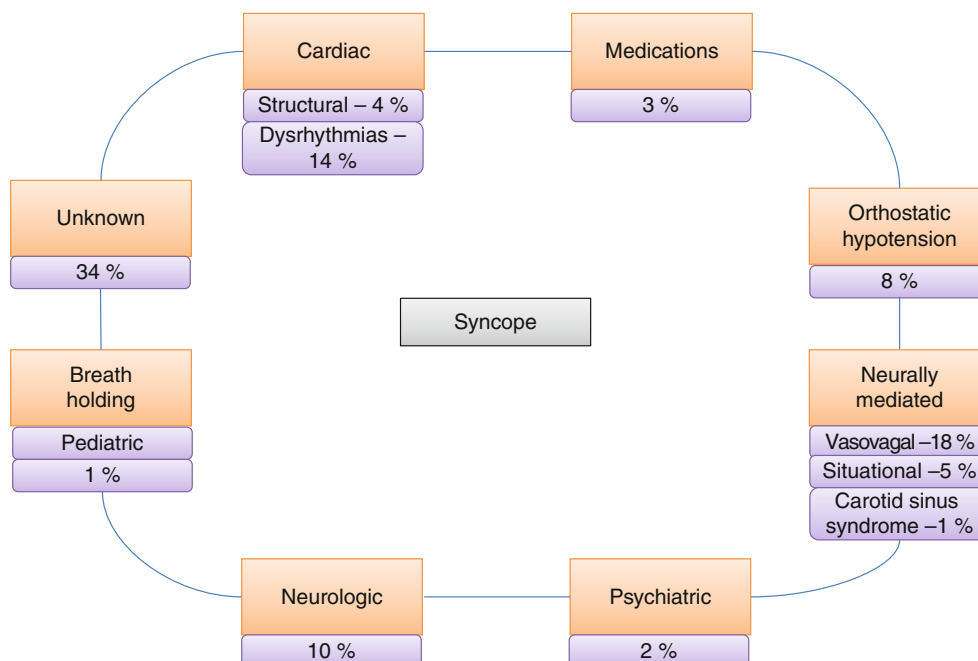 Cardiac
Structural – 4 %
Dysrhythmias –
14 %
Medications
3 %
Orthostatic
hypotension
8 %
Neurally
mediated
Vasovagal –18 %
Situational –5 %
Carotid sinus
syndrome –1 %
Psychiatric
2 %
Neurologic
10 %
Breath
holding
Pediatric
1 %
Unknown
34 %
Syncope